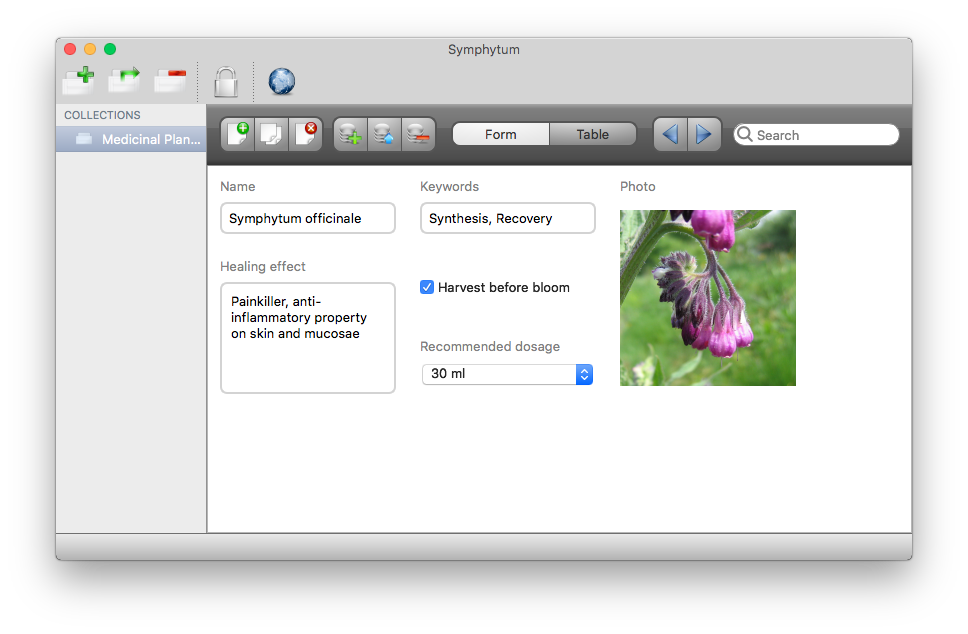 Symphytum
COLLECTIONS
Medicinal Plan...
Form
Table
Search
Name
Keywords
Photo
Symphytum officinale
Synthesis, Recovery
Healing effect
Painkiller, anti-
inflammatory property
on skin and mucosae
Harvest before bloom
Recommended dosage
30 ml